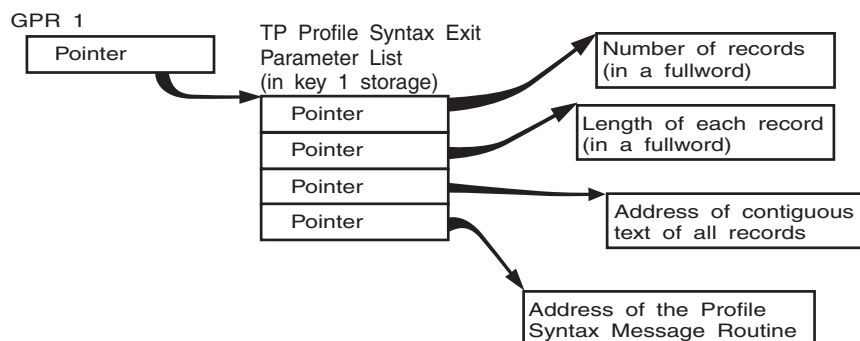 GPR 1
Pointer
TP Profile Syntax Exit
Parameter List
(in key 1 storage)
Pointer
Pointer
Pointer
Pointer
Number of records
(in a fullword)
Length of each record
(in a fullword)
Address of contiguous
text of all records
Address of the Profile
Syntax Message Routine